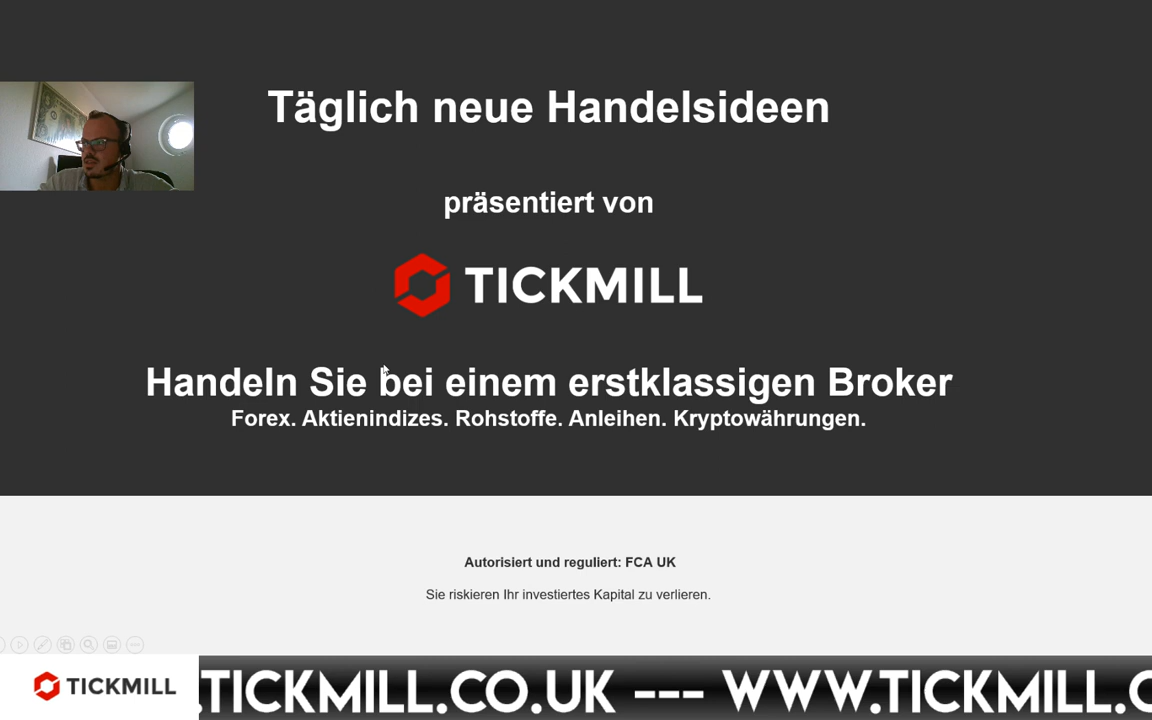 Täglich neue Handelsideen
präsentiert von
TICKMILL
Handeln Sie bei einem erstklassigen Broker
Forex. Aktienindizes. Rohstoffe. Anleihen. Kryptowährungen.
Autorisiert und reguliert: FCA UK
Sie riskieren Ihr investiertes Kapital zu verlieren.
TICKMILL
.TICKMILL.CO.UK --- WWW.TICKMILL.C